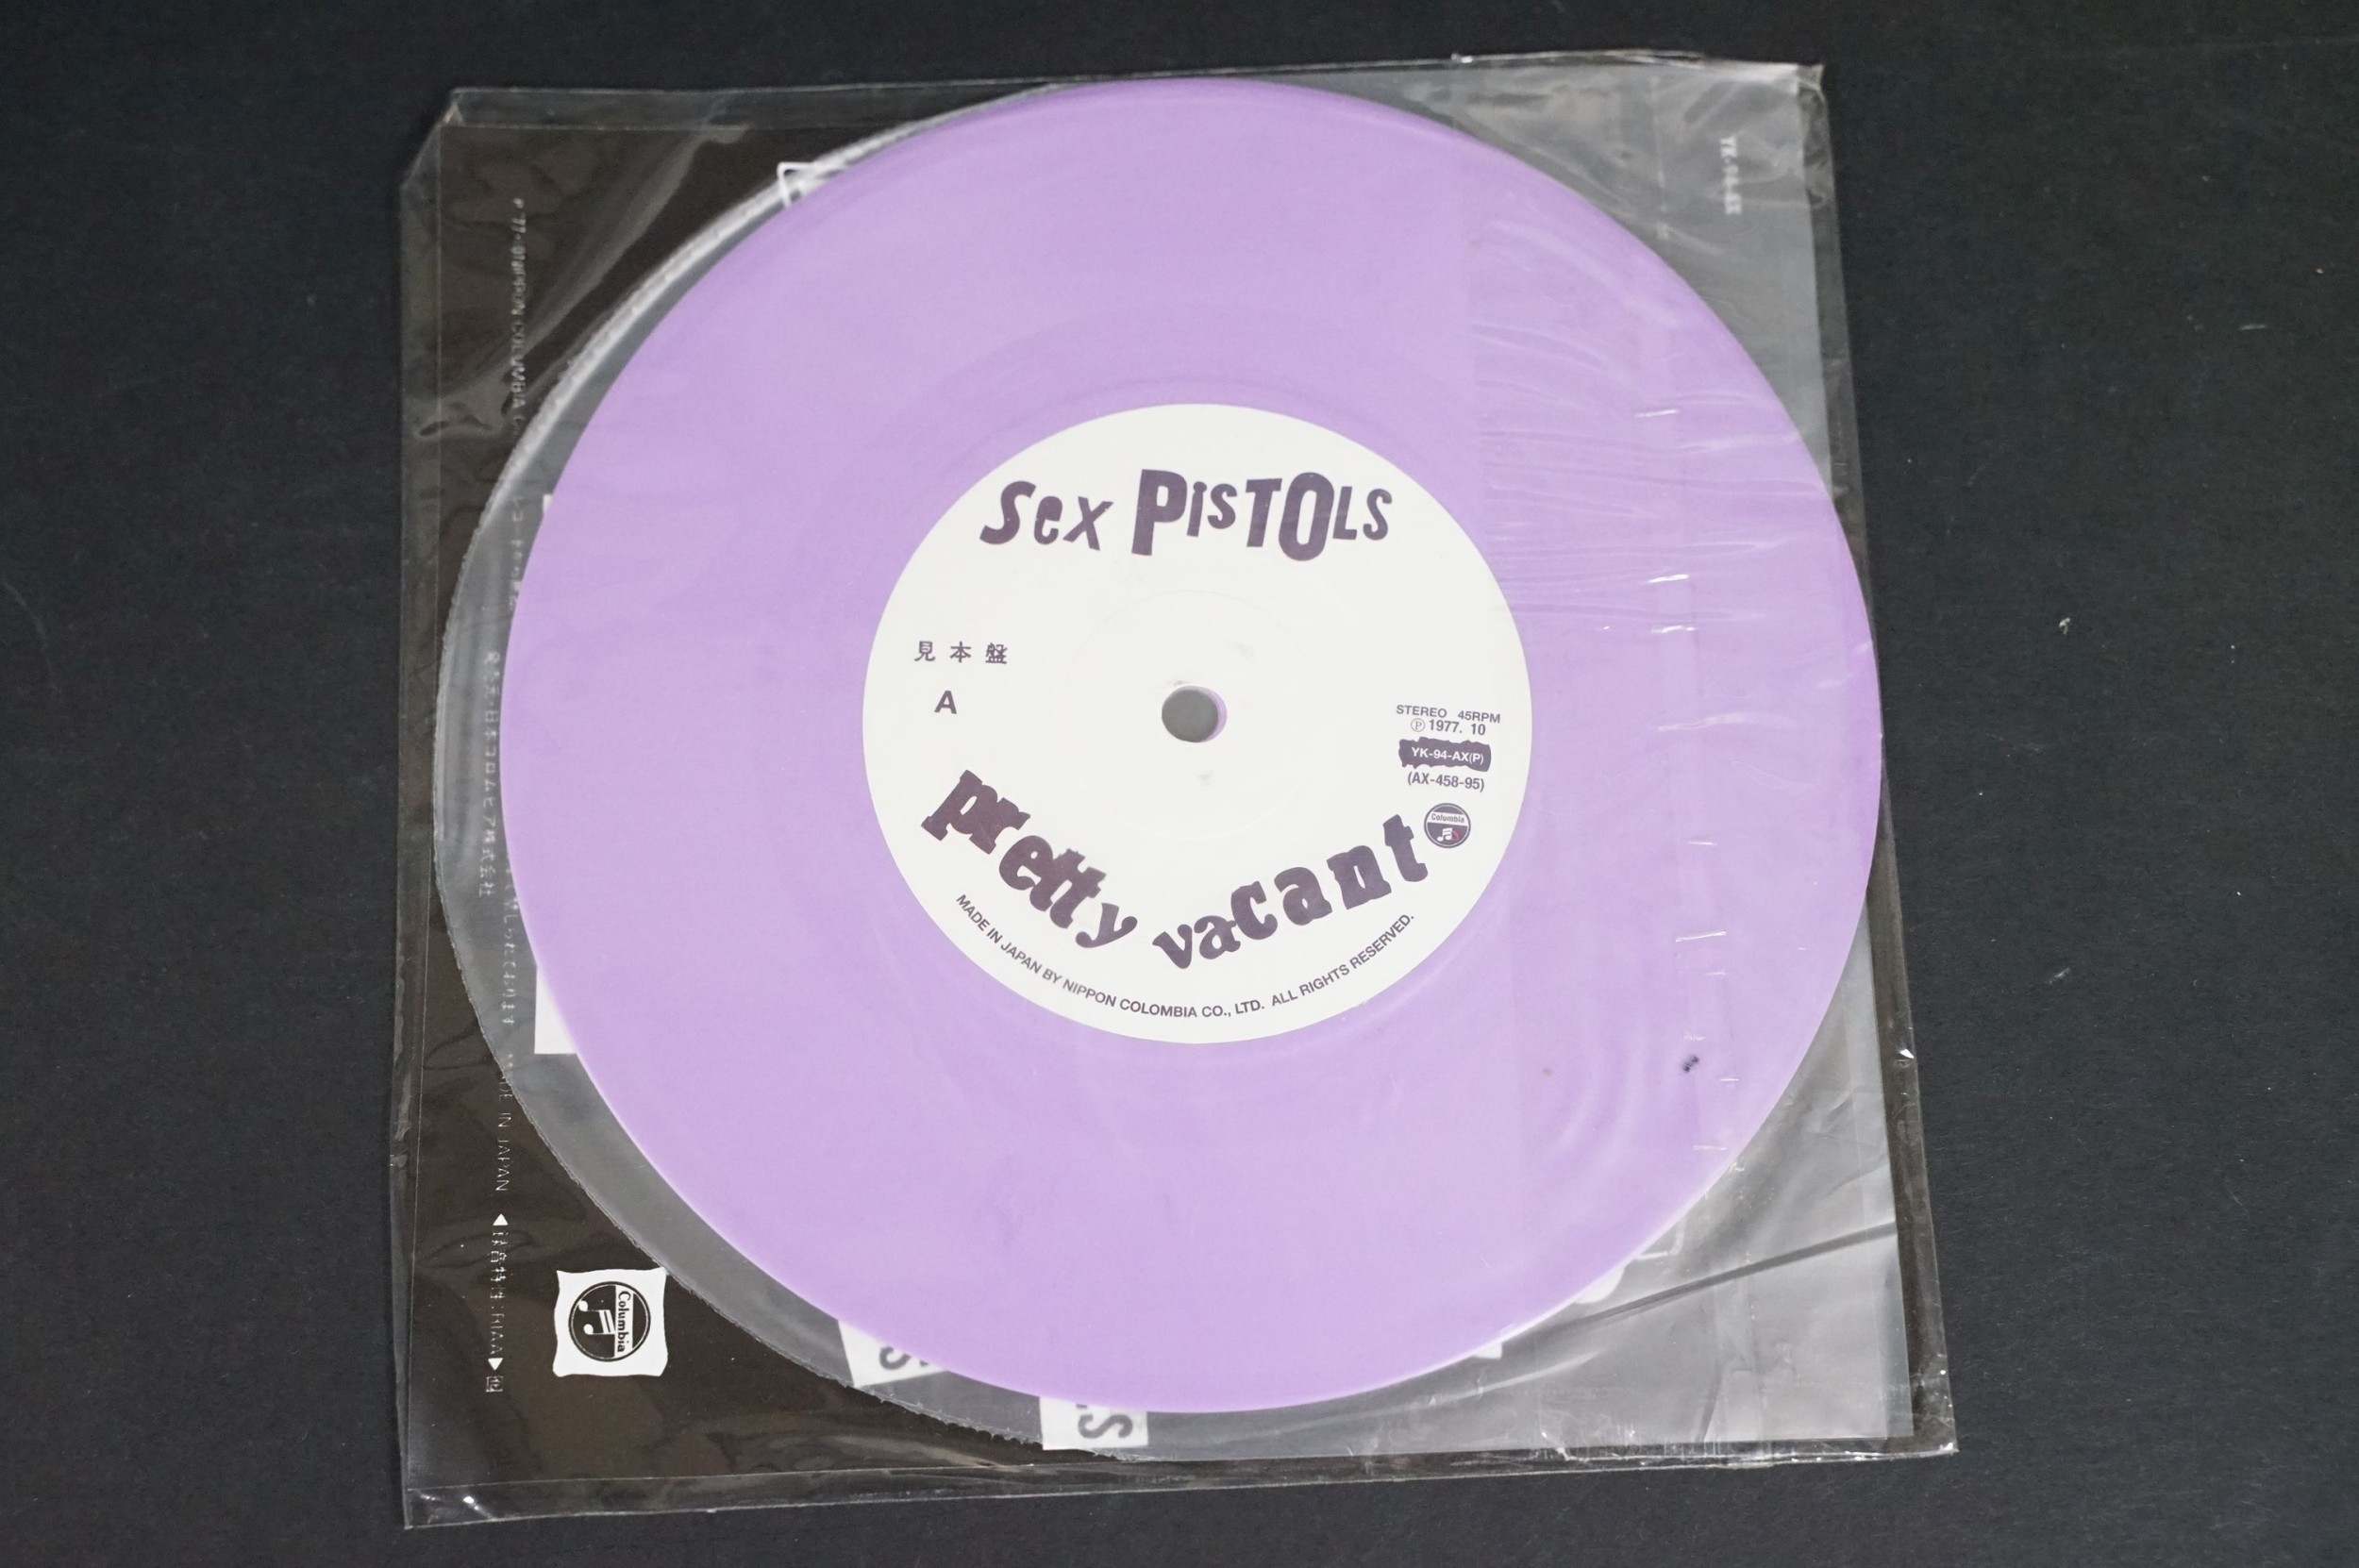 Sex PISTOLS
見本盤
A
STEREO 45RPM
Ⓟ 1977. 10
YK-94-AX(P)
(AX-458-95)
Columbia
pretty vacant
MADE IN JAPAN BY NIPPON COLOMBIA CO., LTD. ALL RIGHTS RESERVED.
Columbia
IN JAPAN